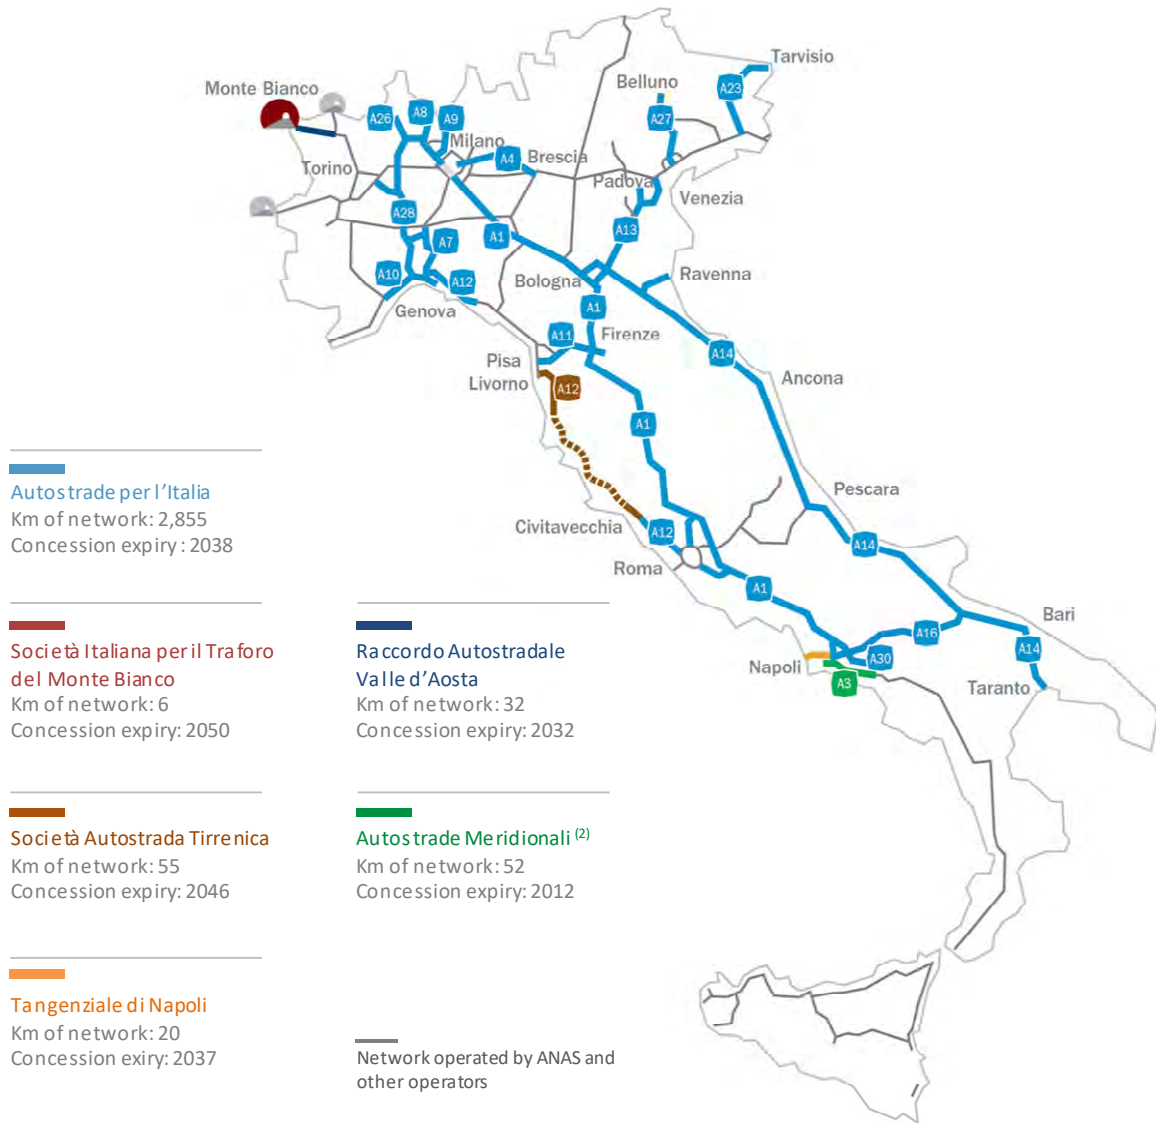 Tarvisio
Belluno
A23
Monte Bianco
A26
A8
A9
A27
Milano
A4
Brescia
Torino
Padova
Venezia
A28
A7
A1
A13
A10
A12
Bologna
Ravenna
Genova
A1
A11
Firenze
A14
Pisa
Livorno
A12
Ancona
A1
Pescara
Civitavecchia
A12
A14
Roma
A1
Bari
A16
A14
Napoli
A30
A3
Taranto
Autostrade per l'Italia
Km of network: 2,855
Concession expiry : 2038
Società Italiana per il Traforo
del Monte Bianco
Km of network: 6
Concession expiry: 2050
Raccordo Autostradale
Valle d'Aosta
Km of network: 32
Concession expiry: 2032
Società Autostrada Tirrenica
Km of network: 55
Concession expiry: 2046
Autostrade Meridionali (2)
Km of network: 52
Concession expiry: 2012
Tangenziale di Napoli
Km of network: 20
Concession exiry: 2037
Network operated by ANAS and
other operators